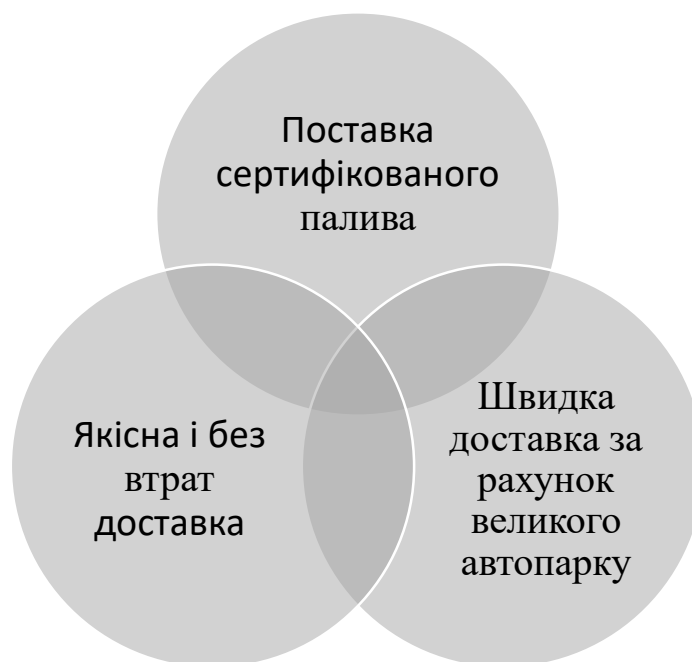 Поставка
сертифікованого
палива
Якісна і без
втрат
доставка
Швидка
доставка за
рахунок
великого
автопарку